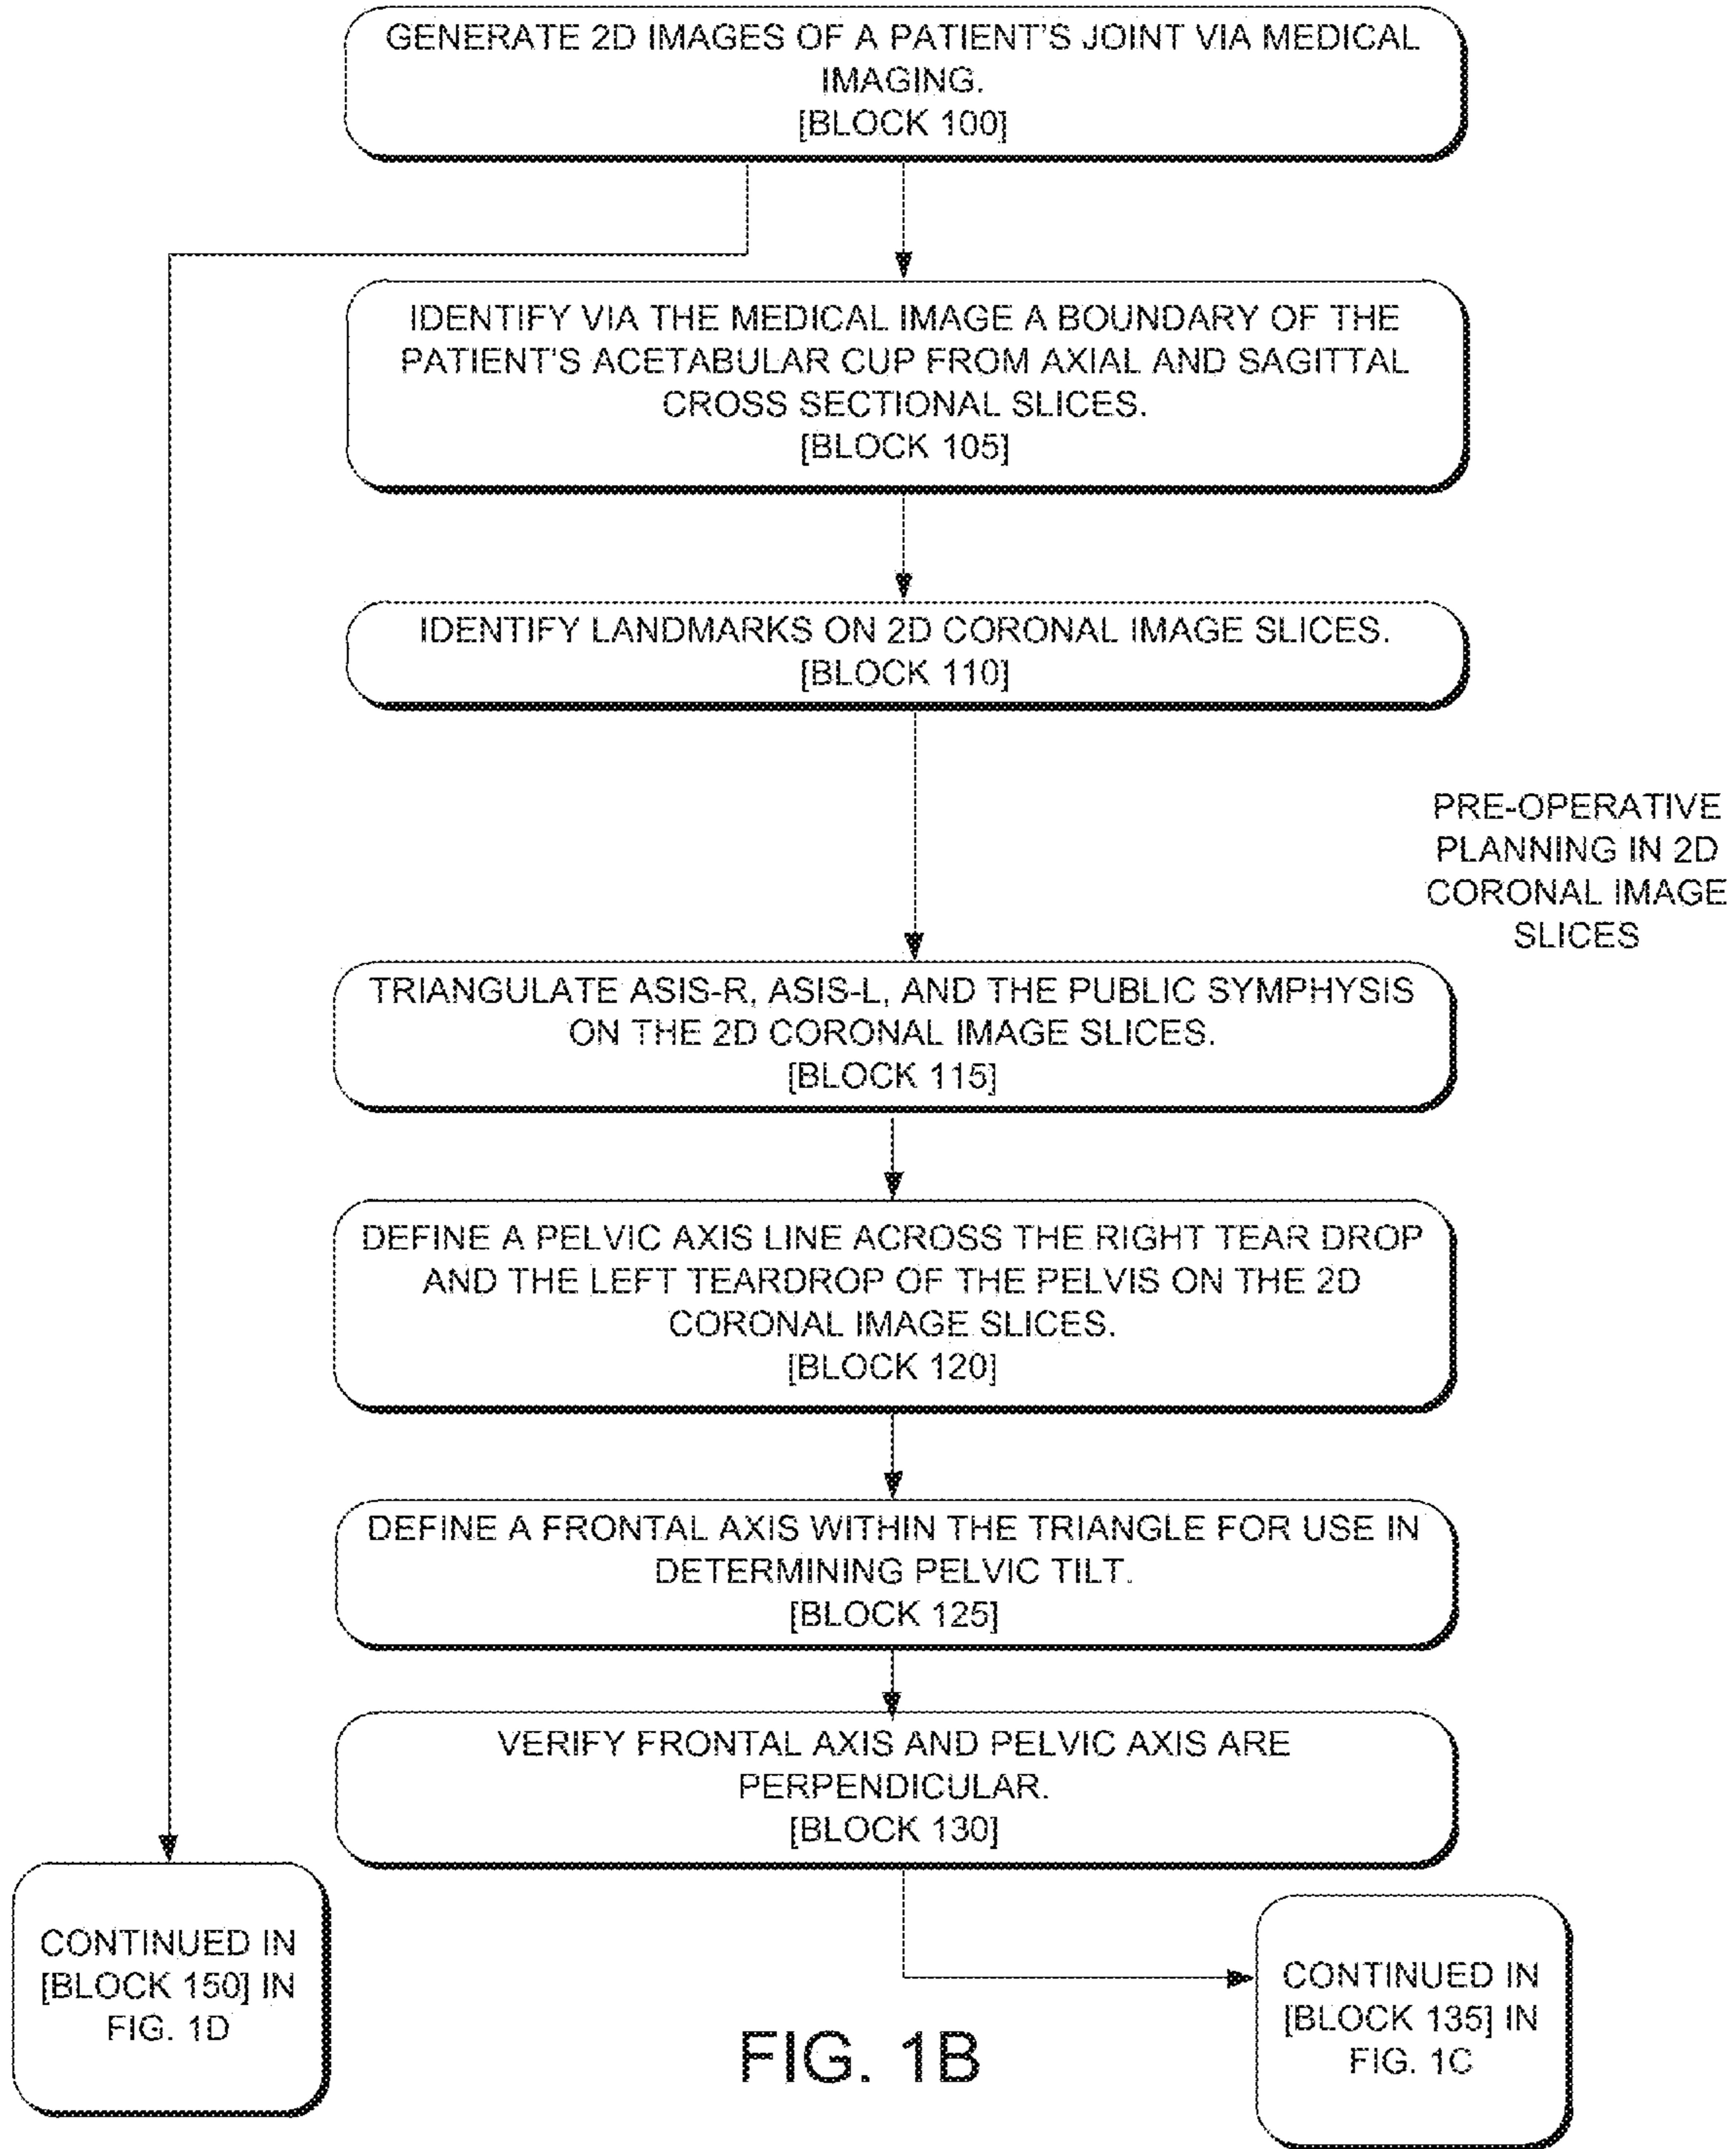 GENERATE 2D IMAGES OF A PATIENT'S JOINT VIA MEDICAL
IMAGING.
[BLOCK 100]
IDENTIFY VIA THE MEDICAL IMAGE A BOUNDARY OF THE
PATIENT'S ACETABULAR CUP FROM AXIAL AND SAGITTAL
CROSS SECTIONAL SLICES.
[BLOCK 105]
IDENTIFY LANDMARKS ON 2D CORONAL IMAGE SLICES.
[BLOCK 110]
PRE-OPERATIVE
PLANNING IN 2D
CORONAL IMAGE
SLICES
TRIANGULATE ASIS-R, ASIS-L, AND THE PUBLIC SYMPHYSIS
ON THE 2D CORONAL IMAGE SLICES.
[BLOCK 115]
DEFINE A PELVIC AXIS LINE ACROSS THE RIGHT TEAR DROP
AND THE LEFT TEARDROP OF THE PELVIS ON THE 2D
CORONAL IMAGE SLICES.
[BLOCK 120]
DEFINE A FRONTAL AXIS WITHIN THE TRIANGLE FOR USE IN
DETERMINING PELVIC TILT.
[BLOCK 125]
VERIFY FRONTAL AXIS AND PELVIC AXIS ARE
PERPENDICULAR.
[BLOCK 130]
CONTINUED IN
[BLOCK 150] IN
FIG. 1D
CONTINUED IN
[BLOCK 135] IN
FIG. 1C
FIG. 1B